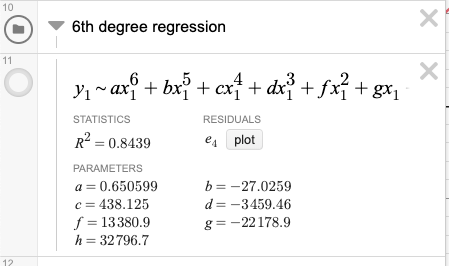 10
6th degree regression
11
y₁ ~ ax₁⁶ + bx₁⁵ + cx₁⁴ + dx₁³ + fx₁² + gx₁
STATISTICS RESIDUALS
R² = 0.8439 e₄ plot
PARAMETERS
a = 0.650599 b = −27.0259
c = 438.125 d = −3459.46
f = 13380.9 g = −22178.9
h = 32796.7
12